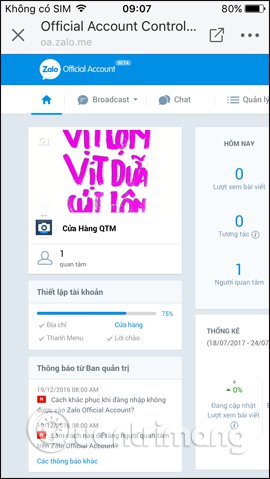 Không có SIM 09:07 80%
Official Account Control...
oa.zalo.me
Zalo Official Account BETA
Broadcast Chat Quản lý
VỊT LỘN
VỊT DỮA
CÚT LỘN
Cửa Hàng QTM
1
quan tâm
Thiết lập tài khoản
75%
Địa chỉ Cửa hàng
Thanh Menu Lời chào
Thông báo từ Ban quản trị
19/12/2016 08:00 AM
Cách khắc phục khi đăng nhập không
được vào Zalo Official Account?
19/12/2016 08:00 AM
Làm cách nào để tăng người quan tâm
trên Zalo Official Account?
Các thông báo khác
HÔM NAY
0
Lượt xem bài viết
0
Tương tác
1
Người quan tâm
THỐNG KÊ
(18/07/2017 - 24/07
0%
Đang cập nhật
Lượt xem bài viết
Quantrimang